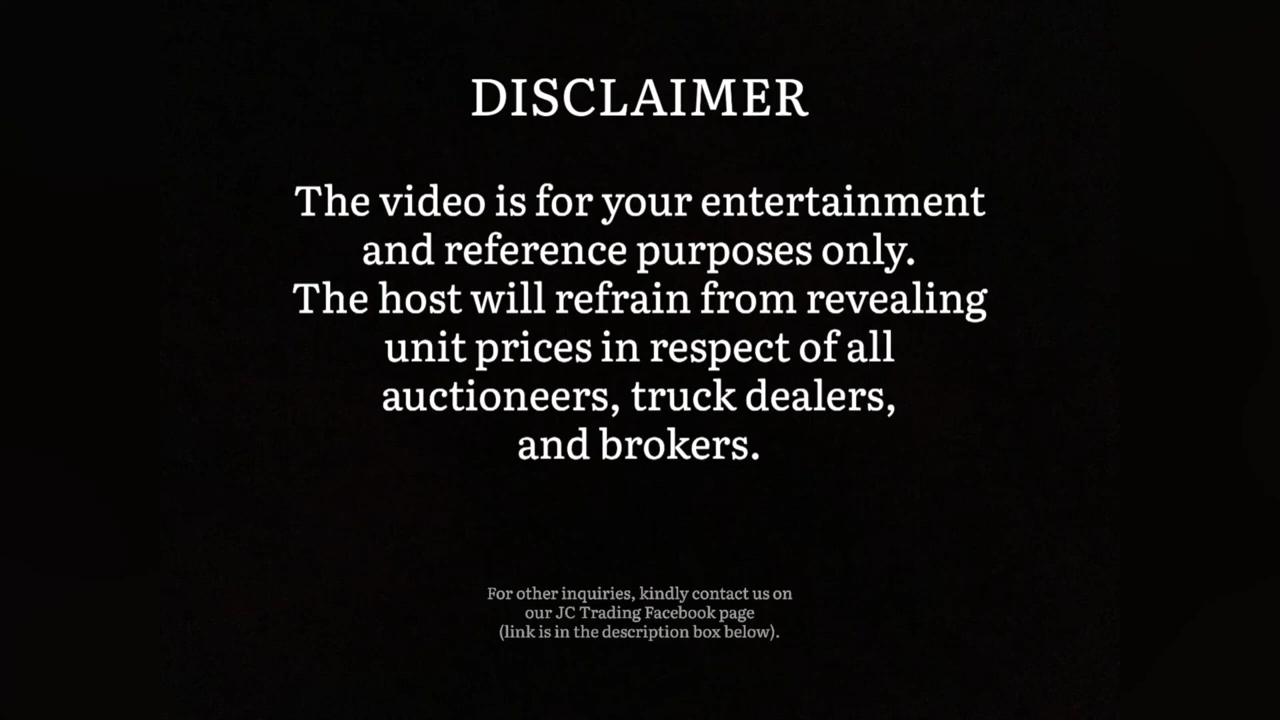 DISCLAIMER
The video is for your entertainment
and reference purposes only.
The host will refrain from revealing
unit prices in respect of all
auctioneers, truck dealers,
and brokers.
For other inquiries, kindly contact us on
our JC Trading Facebook page
(link is in the description box below).